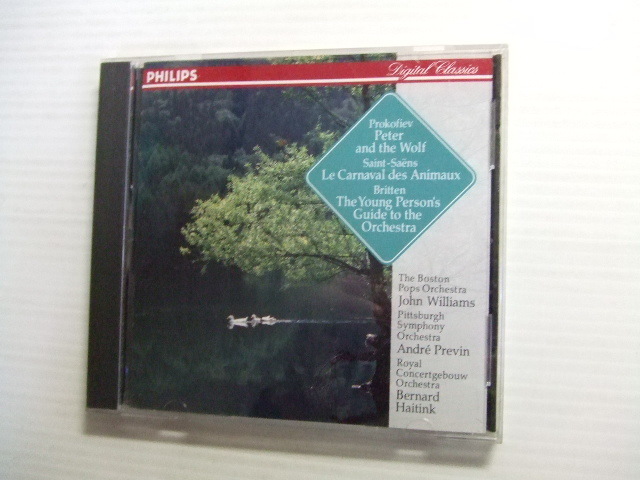 PHILIPS
Digital Classics
Prokofiev
Peter
and the Wolf
Saint-Saëns
Le Carnaval des Animaux
Britten
The Young Person's
Guide to the
Orchestra
The Boston
Pops Orchestra
John Williams
Pittsburgh
Symphony
Orchestra
André Previn
Royal
Concertgebouw
Orchestra
Bernard
Haitink